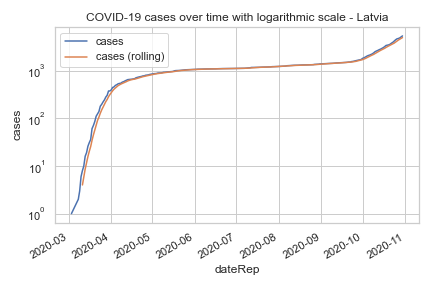 COVID-19 cases over time with logarithmic scale - Latvia
cases
cases (rolling)
10³
10²
10¹
10⁰
cases
2020-03
2020-04
2020-05
2020-06
2020-07
2020-08
2020-09
2020-10
2020-11
dateRep